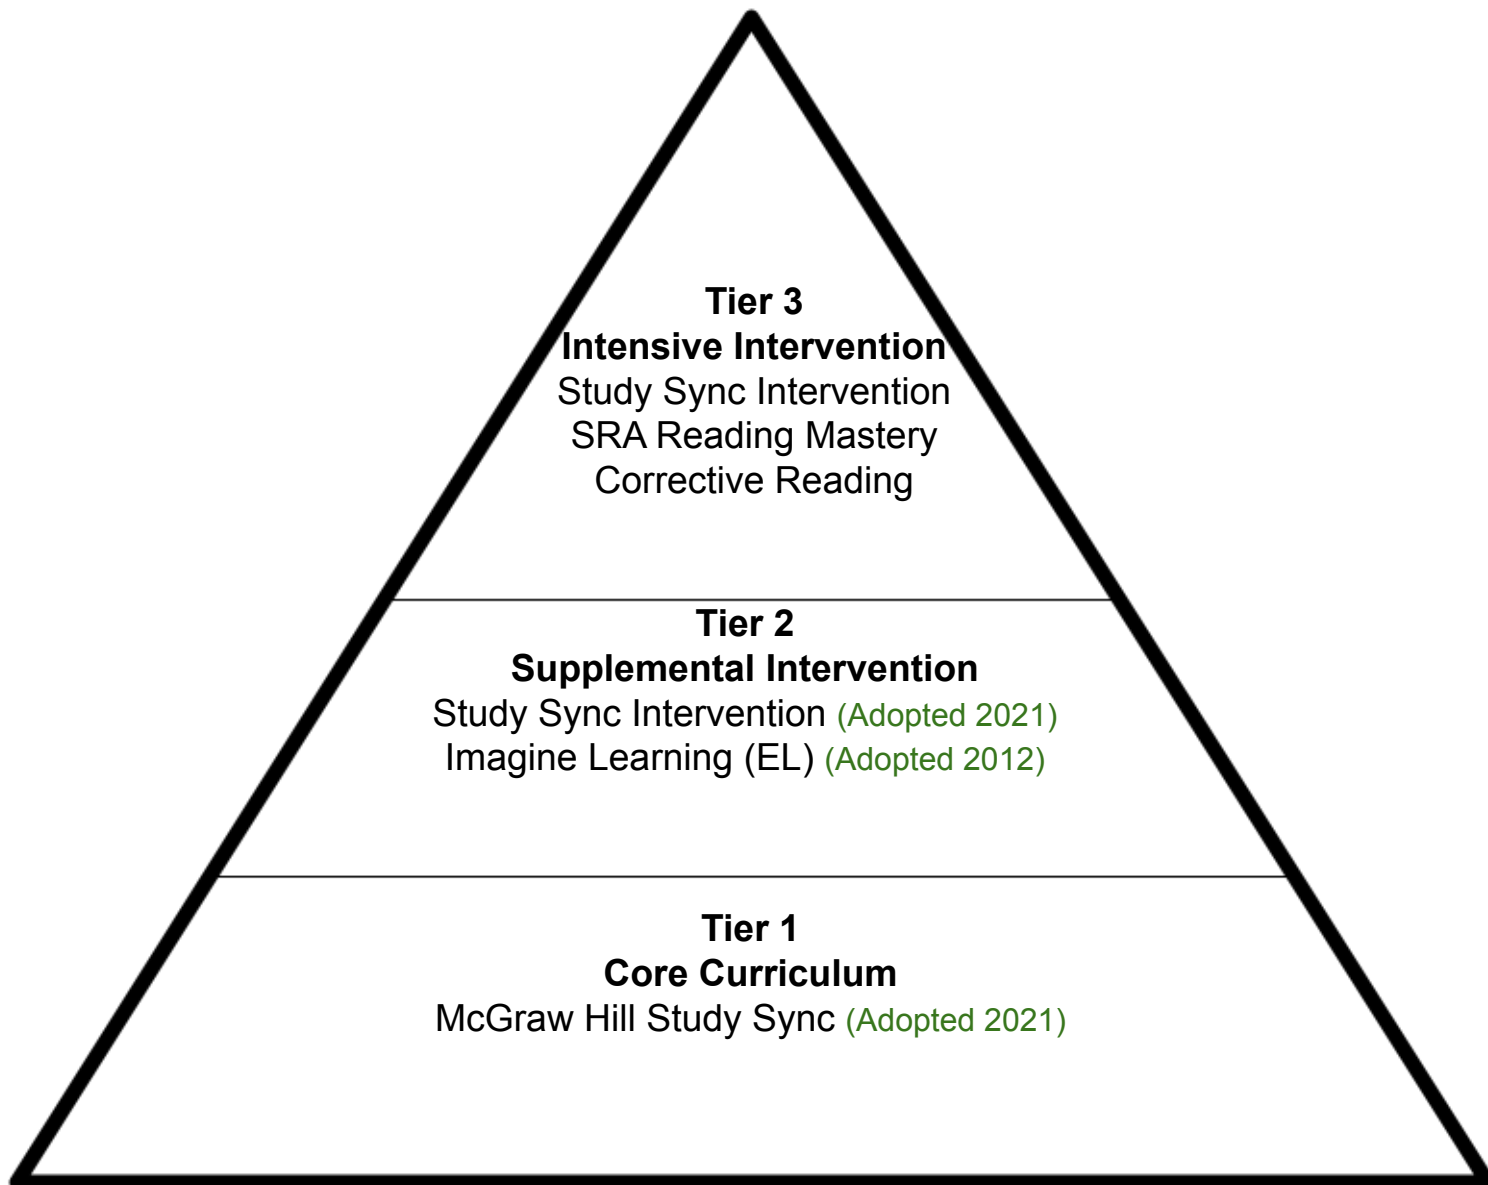 Tier 3
Intensive Intervention
Study Sync Intervention
SRA Reading Mastery
Corrective Reading
Tier 2
Supplemental Intervention
Study Sync Intervention (Adopted 2021)
Imagine Learning (EL) (Adopted 2012)
Tier 1
Core Curriculum
McGraw Hill Study Sync (Adopted 2021)